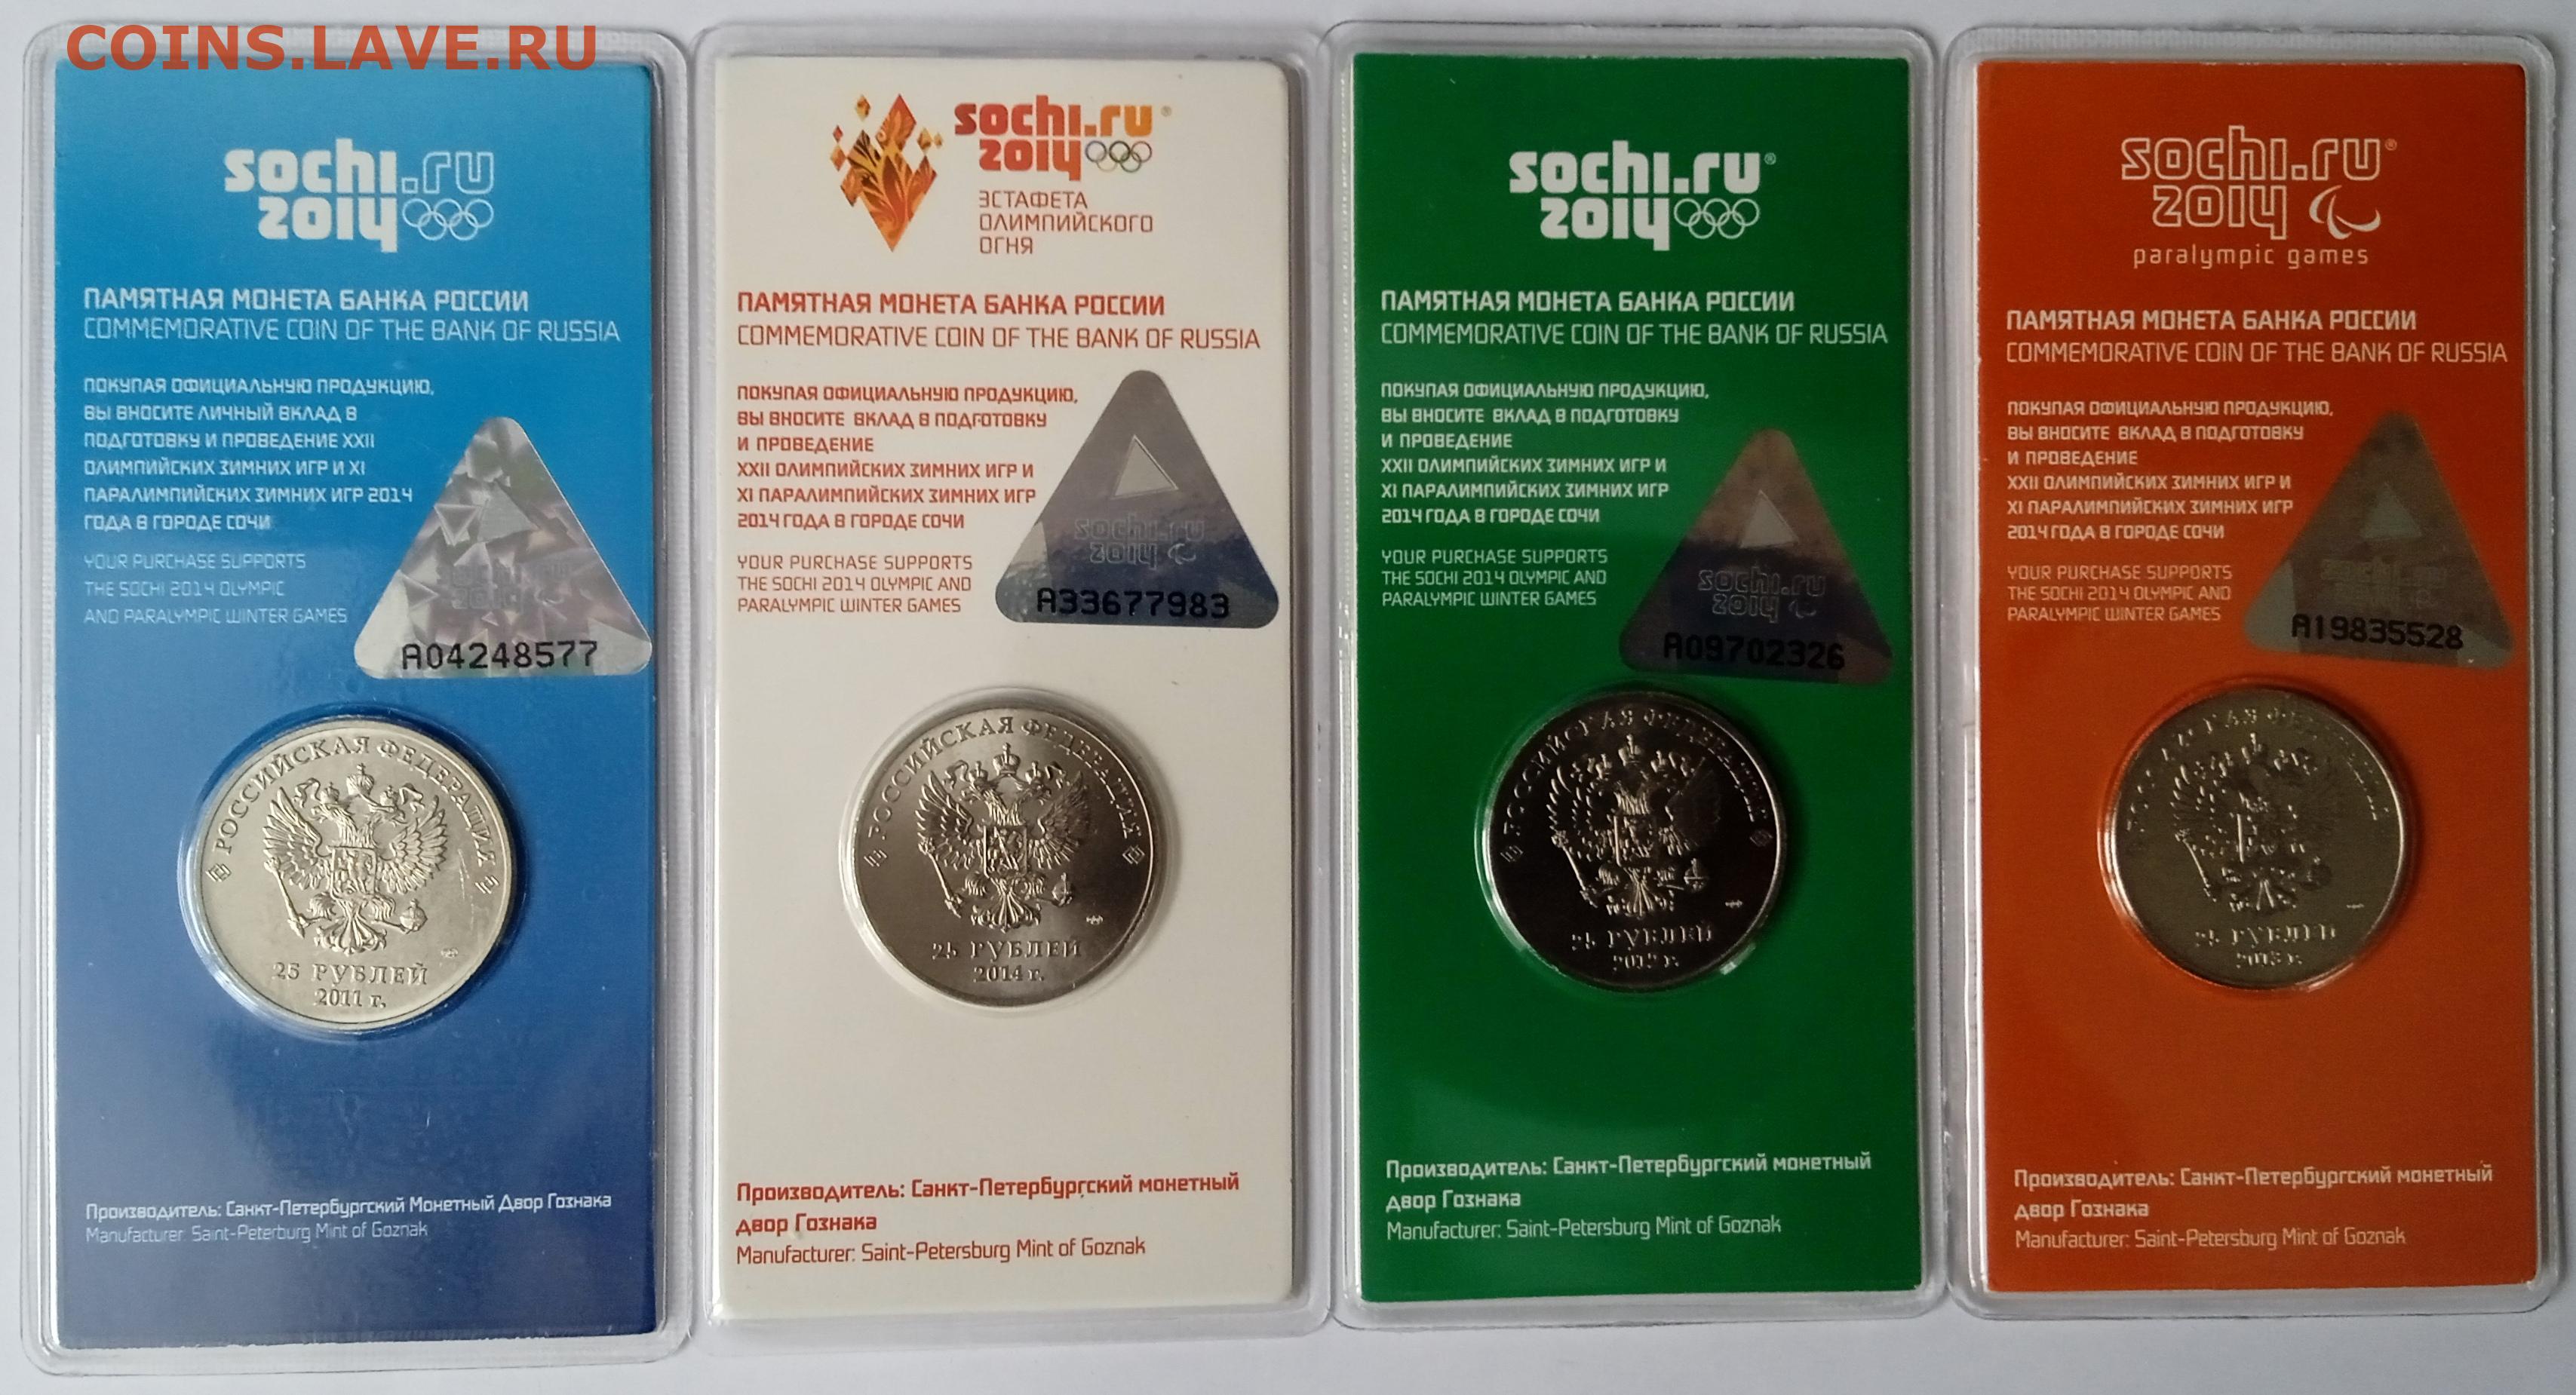 COINS.LAVE.RU
sochi.ru
2014
ПАМЯТНАЯ МОНЕТА БАНКА РОССИИ
COMMEMORATIVE COIN OF THE BANK OF RUSSIA
ПОКУПАЯ ОФИЦИАЛЬНУЮ ПРОДУКЦИЮ,
ВЫ ВНОСИТЕ ЛИЧНЫЙ ВКЛАД В
ПОДГОТОВКУ И ПРОВЕДЕНИЕ XXII
ОЛИМПИЙСКИХ ЗИМНИХ ИГР И XI
ПАРАЛИМПИЙСКИХ ЗИМНИХ ИГР 2014
ГОДА В ГОРОДЕ СОЧИ
YOUR PURCHASE SUPPORTS
THE SOCHI 2014 OLYMPIC
AND PARALYMPIC WINTER GAMES
A04248577
РОССИЙСКАЯ ФЕДЕРАЦИЯ
25 РУБЛЕЙ
2011 г.
Производитель: Санкт-Петербургский Монетный Двор Гознака
Manufacturer: Saint-Peterburg Mint of Goznak
sochi.ru®
2014
ЭСТАФЕТА
ОЛИМПИЙСКОГО
ОГНЯ
ПАМЯТНАЯ МОНЕТА БАНКА РОССИИ
COMMEMORATIVE COIN OF THE BANK OF RUSSIA
ПОКУПАЯ ОФИЦИАЛЬНУЮ ПРОДУКЦИЮ,
ВЫ ВНОСИТЕ ВКЛАД В ПОДГОТОВКУ
И ПРОВЕДЕНИЕ
XXII ОЛИМПИЙСКИХ ЗИМНИХ ИГР И
XI ПАРАЛИМПИЙСКИХ ЗИМНИХ ИГР
2014 ГОДА В ГОРОДЕ СОЧИ
YOUR PURCHASE SUPPORTS
THE SOCHI 2014 OLYMPIC AND
PARALYMPIC WINTER GAMES
sochi.ru
2014
A33677983
РОССИЙСКАЯ ФЕДЕРАЦИЯ
25 РУБЛЕЙ
2014 г.
Производитель: Санкт-Петербургский монетный
двор Гознака
Manufacturer: Saint-Petersburg Mint of Goznak
sochi.ru®
2014
ПАМЯТНАЯ МОНЕТА БАНКА РОССИИ
COMMEMORATIVE COIN OF THE BANK OF RUSSIA
ПОКУПАЯ ОФИЦИАЛЬНУЮ ПРОДУКЦИЮ,
ВЫ ВНОСИТЕ ВКЛАД В ПОДГОТОВКУ
И ПРОВЕДЕНИЕ
XXII ОЛИМПИЙСКИХ ЗИМНИХ ИГР И
XI ПАРАЛИМПИЙСКИХ ЗИМНИХ ИГР
2014 ГОДА В ГОРОДЕ СОЧИ
YOUR PURCHASE SUPPORTS
THE SOCHI 2014 OLYMPIC AND
PARALYMPIC WINTER GAMES
sochi.ru
2014
A09702326
РОССИЙСКАЯ ФЕДЕРАЦИЯ
25 РУБЛЕЙ
2012 г.
Производитель: Санкт-Петербургский монетный
двор Гознака
Manufacturer: Saint-Petersburg Mint of Goznak
sochi.ru®
2014
paralympic games
ПАМЯТНАЯ МОНЕТА БАНКА РОССИИ
COMMEMORATIVE COIN OF THE BANK OF RUSSIA
ПОКУПАЯ ОФИЦИАЛЬНУЮ ПРОДУКЦИЮ,
ВЫ ВНОСИТЕ ВКЛАД В ПОДГОТОВКУ
И ПРОВЕДЕНИЕ
XXII ОЛИМПИЙСКИХ ЗИМНИХ ИГР И
XI ПАРАЛИМПИЙСКИХ ЗИМНИХ ИГР
2014 ГОДА В ГОРОДЕ СОЧИ
YOUR PURCHASE SUPPORTS
THE SOCHI 2014 OLYMPIC AND
PARALYMPIC WINTER GAMES
A19835528
25 РУБЛЕЙ
2013 г.
Производитель: Санкт-Петербургский монетный
двор Гознака
Manufacturer: Saint-Petersburg Mint of Goznak